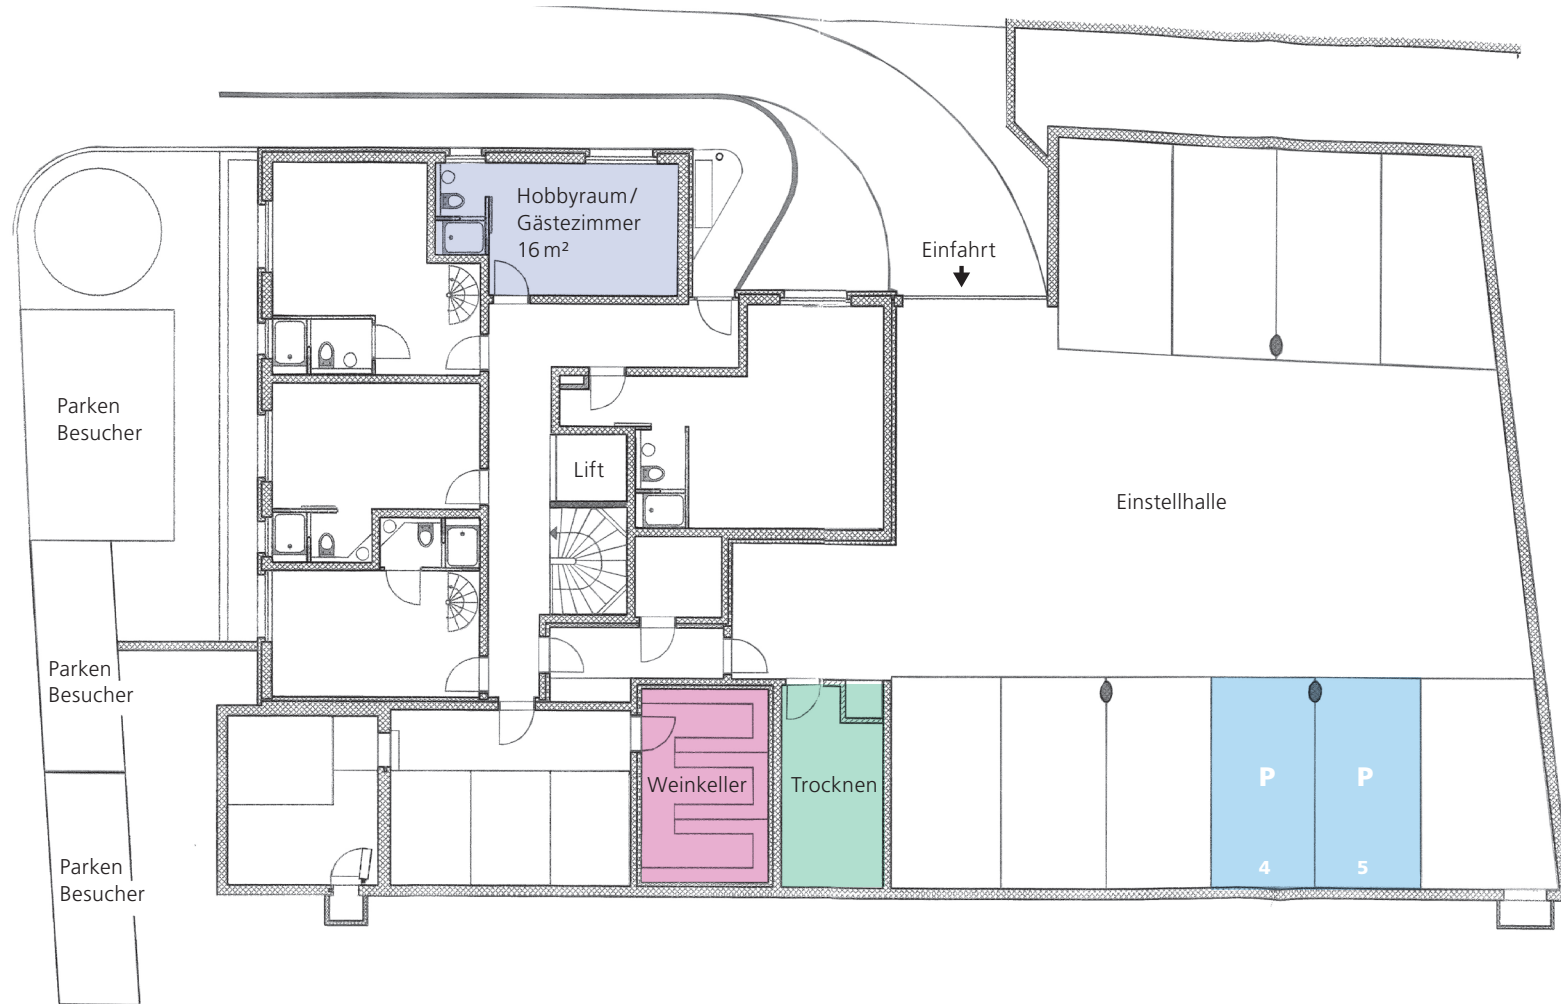 Hobbyraum/
Gästezimmer
16 m²
Einfahrt
Parken
Besucher
Lift
Einstellhalle
Parken
Besucher
Weinkeller
Trocknen
P
P
4
5
Parken
Besucher